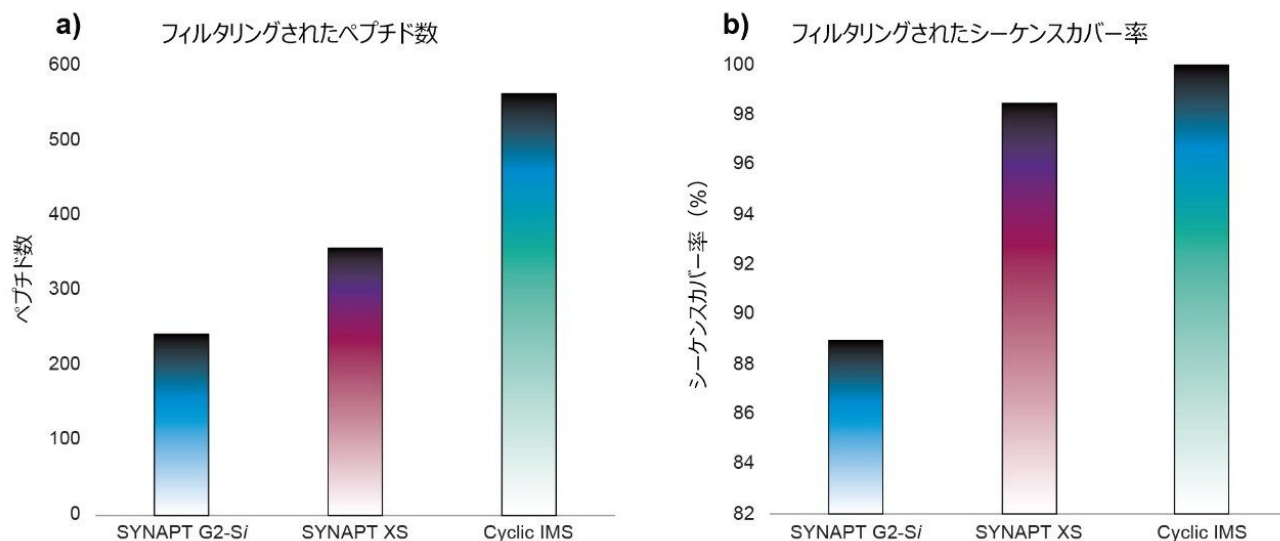 a)
フィルタリングされたペプチド数
600
500
400
300
200
100
0
ペプチド数
SYNAPT G2-Si
SYNAPT XS
Cyclic IMS
b)
フィルタリングされたシーケンスカバー率
100
98
96
94
92
90
88
86
84
82
シーケンスカバー率（%）
SYNAPT G2-Si
SYNAPT XS
Cyclic IMS